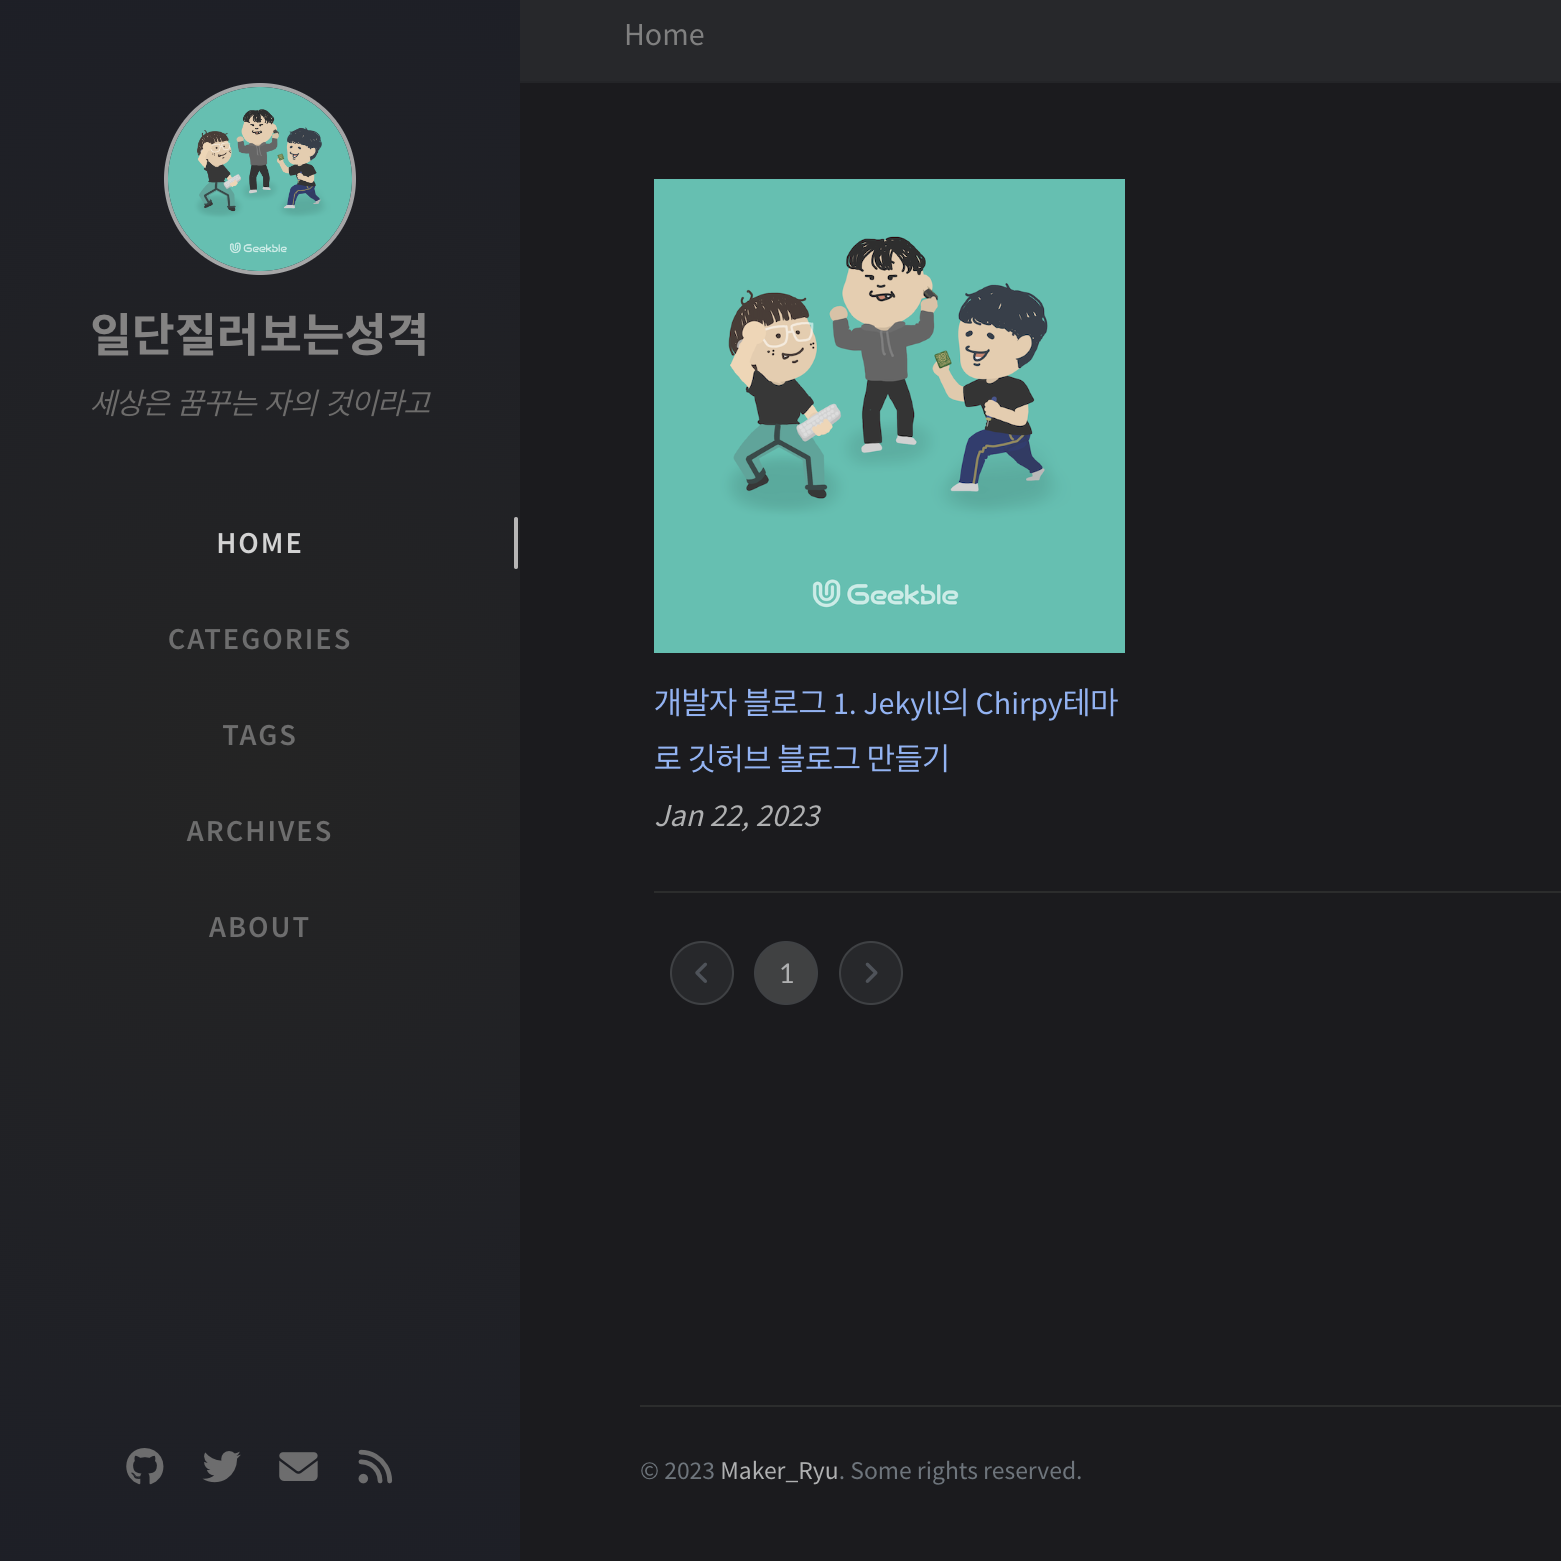 Geekble
일단질러보는성격
세상은 꿈꾸는 자의 것이라고
HOME
CATEGORIES
TAGS
ARCHIVES
ABOUT
Home
Geekble
개발자 블로그 1. Jekyll의 Chirpy테마
로 깃허브 블로그 만들기
Jan 22, 2023
1
© 2023 Maker_Ryu. Some rights reserved.